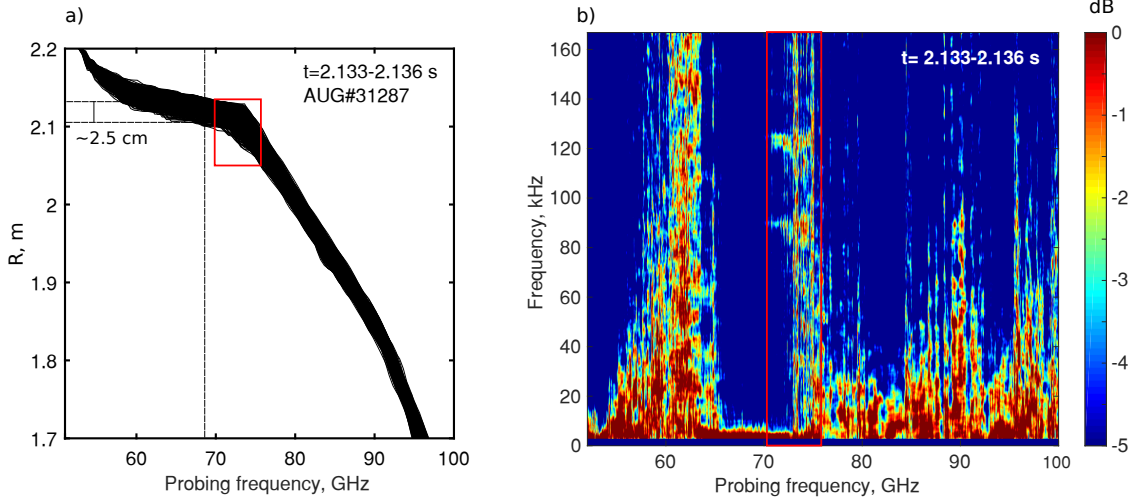 a)
2.2
2.1
2
1.9
1.8
1.7
R, m
60
70
80
90
100
Probing frequency, GHz
t=2.133-2.136 s
AUG#31287
~2.5 cm
b)
160
140
120
100
80
60
40
20
0
Frequency, kHz
60
70
80
90
100
Probing frequency, GHz
t= 2.133-2.136 s
dB
0
-1
-2
-3
-4
-5